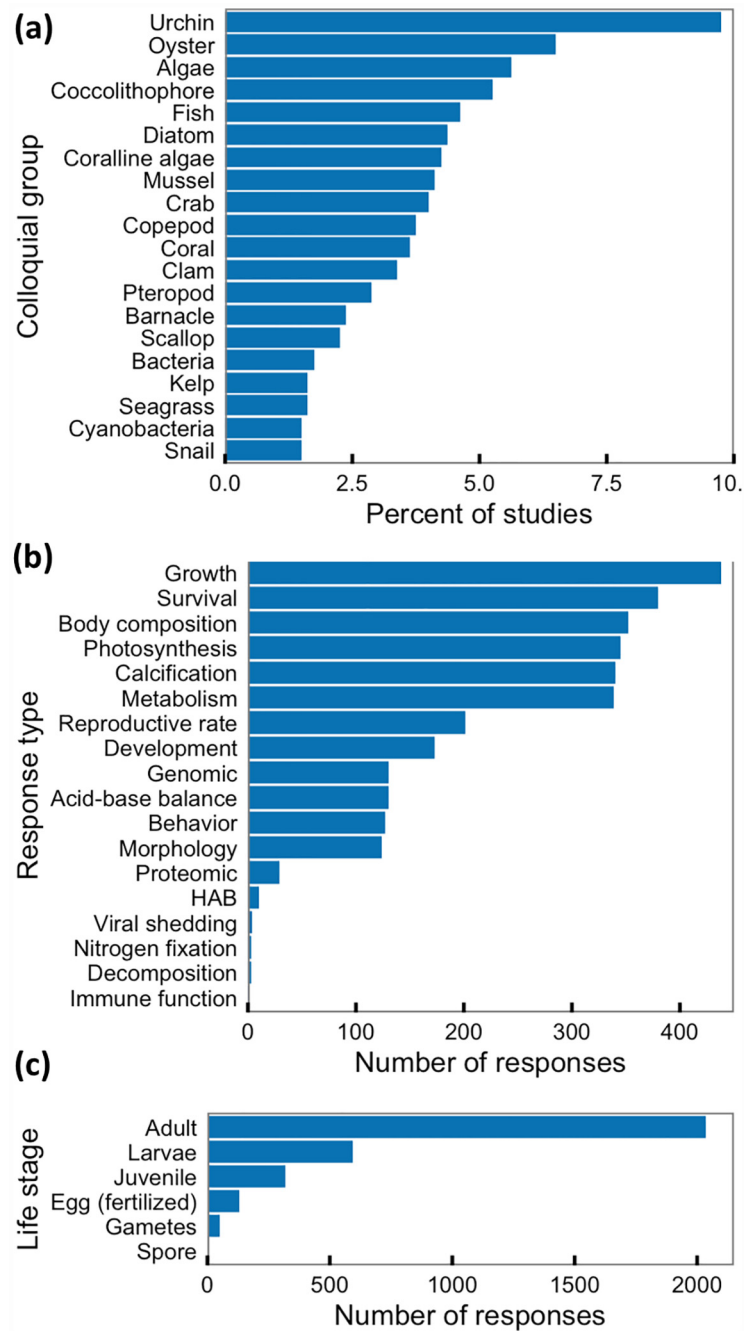 (a)
Colloquial group
Urchin
Oyster
Algae
Coccolithophore
Fish
Diatom
Coralline algae
Mussel
Crab
Copepod
Coral
Clam
Pteropod
Barnacle
Scallop
Bacteria
Kelp
Seagrass
Cyanobacteria
Snail
0.0 2.5 5.0 7.5 10.
Percent of studies
(b)
Response type
Growth
Survival
Body composition
Photosynthesis
Calcification
Metabolism
Reproductive rate
Development
Genomic
Acid-base balance
Behavior
Morphology
Proteomic
HAB
Viral shedding
Nitrogen fixation
Decomposition
Immune function
0 100 200 300 400
Number of responses
(c)
Life stage
Adult
Larvae
Juvenile
Egg (fertilized)
Gametes
Spore
0 500 1000 1500 2000
Number of responses